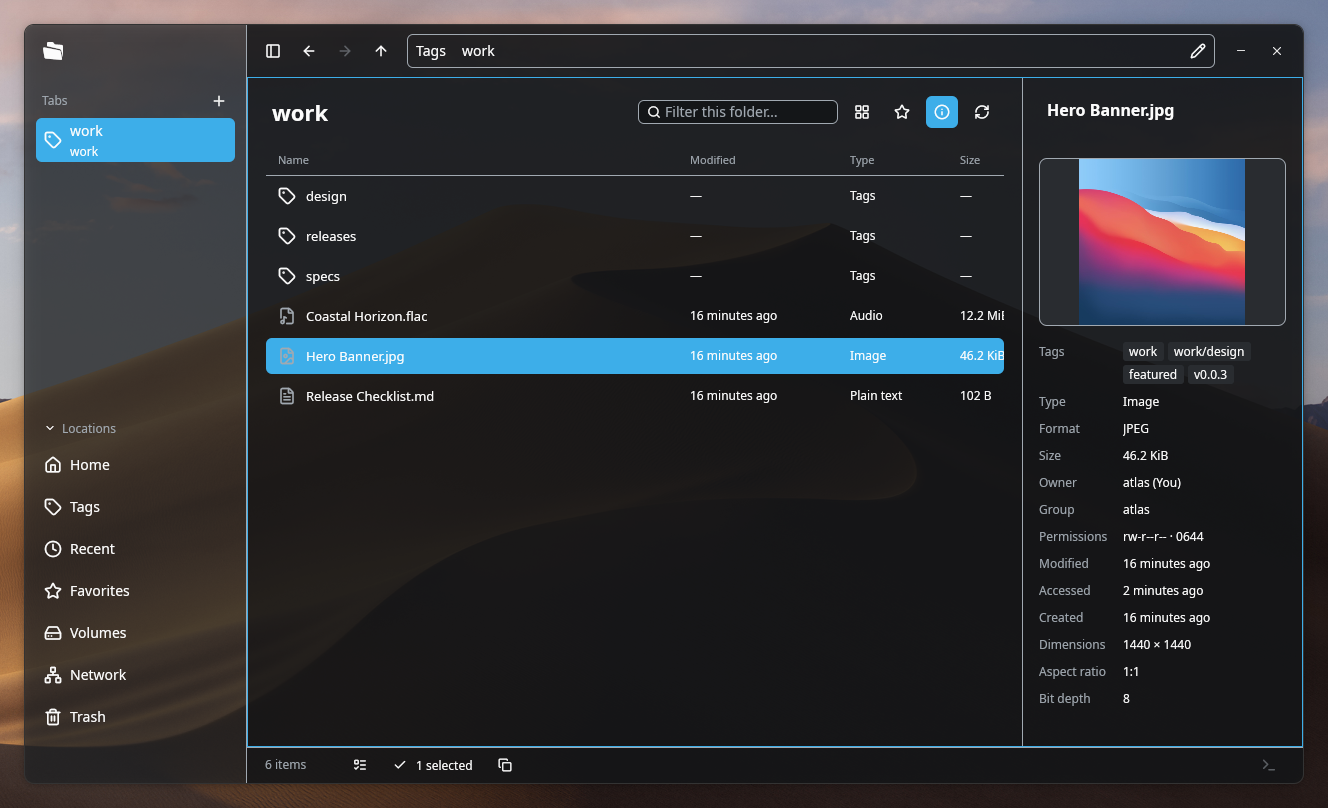 Tags work
Tabs
work
work
Locations
Home
Tags
Recent
Favorites
Volumes
Network
Trash
work
Filter this folder...
Name Modified Type Size
design — Tags —
releases — Tags —
specs — Tags —
Coastal Horizon.flac 16 minutes ago Audio 12.2 MiB
Hero Banner.jpg 16 minutes ago Image 46.2 KiB
Release Checklist.md 16 minutes ago Plain text 102 B
Hero Banner.jpg
Tags work work/design
featured v0.0.3
Type Image
Format JPEG
Size 46.2 KiB
Owner atlas (You)
Group atlas
Permissions rw-r--r-- · 0644
Modified 16 minutes ago
Accessed 2 minutes ago
Created 16 minutes ago
Dimensions 1440 × 1440
Aspect ratio 1:1
Bit depth 8
6 items 1 selected